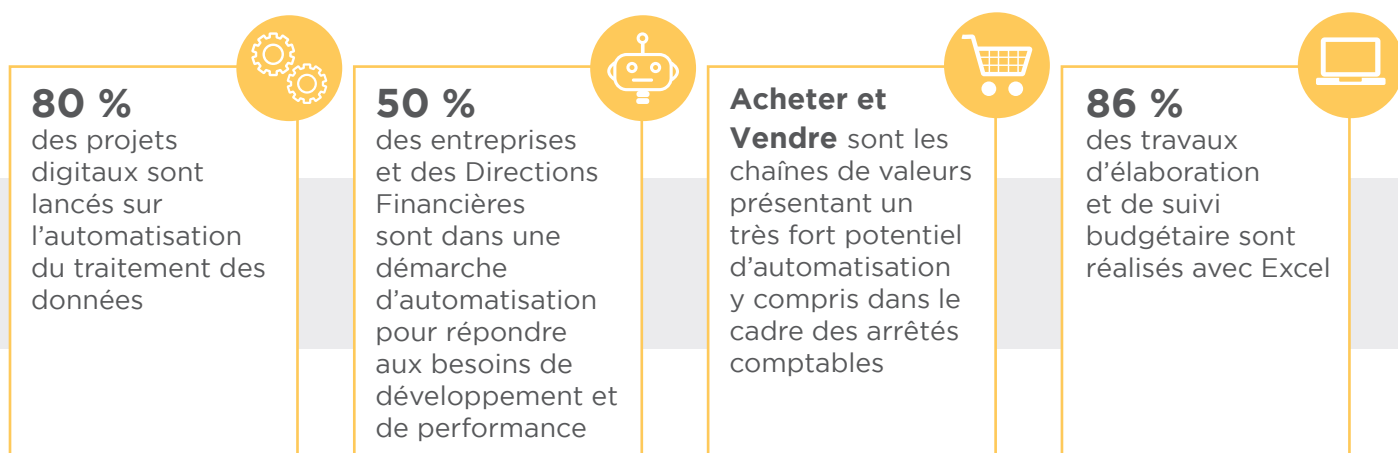 80 %
des projets
digitaux sont
lancés sur
l’automatisation
du traitement des
données
50 %
des entreprises
et des Directions
Financières
sont dans une
démarche
d’automatisation
pour répondre
aux besoins de
développement et
de performance
Acheter et
Vendre sont les
chaînes de valeurs
présentant un
très fort potentiel
d’automatisation
y compris dans le
cadre des arrêtés
comptables
86 %
des travaux
d’élaboration
et de suivi
budgétaire sont
réalisés avec Excel